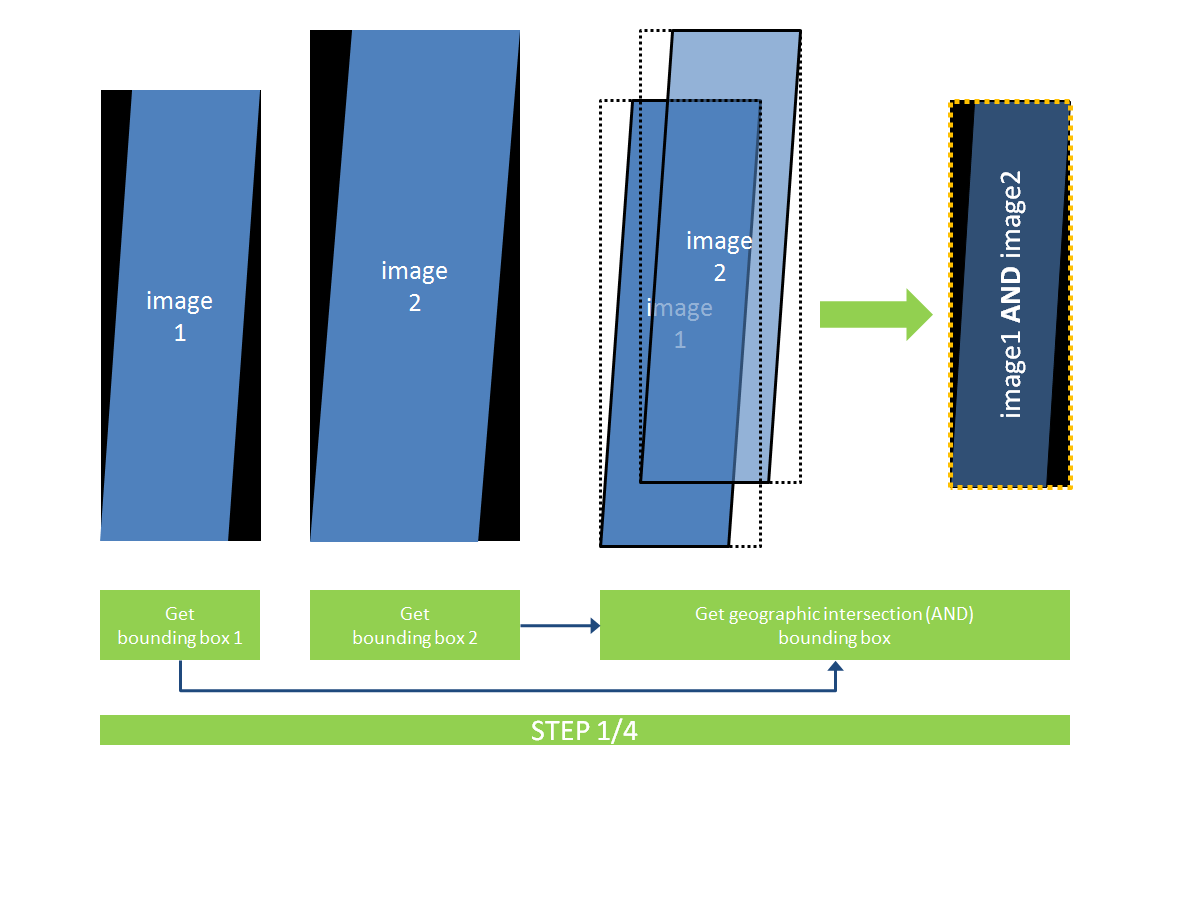 image
1
image
2
image
2
image
1
image1 AND image2
Get
bounding box 1
Get
bounding box 2
Get geographic intersection (AND)
bounding box
STEP 1/4